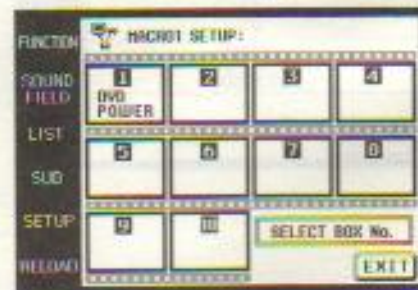 FUNCTION
MACRO1 SETUP:
SOUND FIELD
LIST
SUB
SETUP
RELOAD
1
DVD POWER
2
3
4
5
6
7
8
9
10
SELECT BOX No.
EXIT